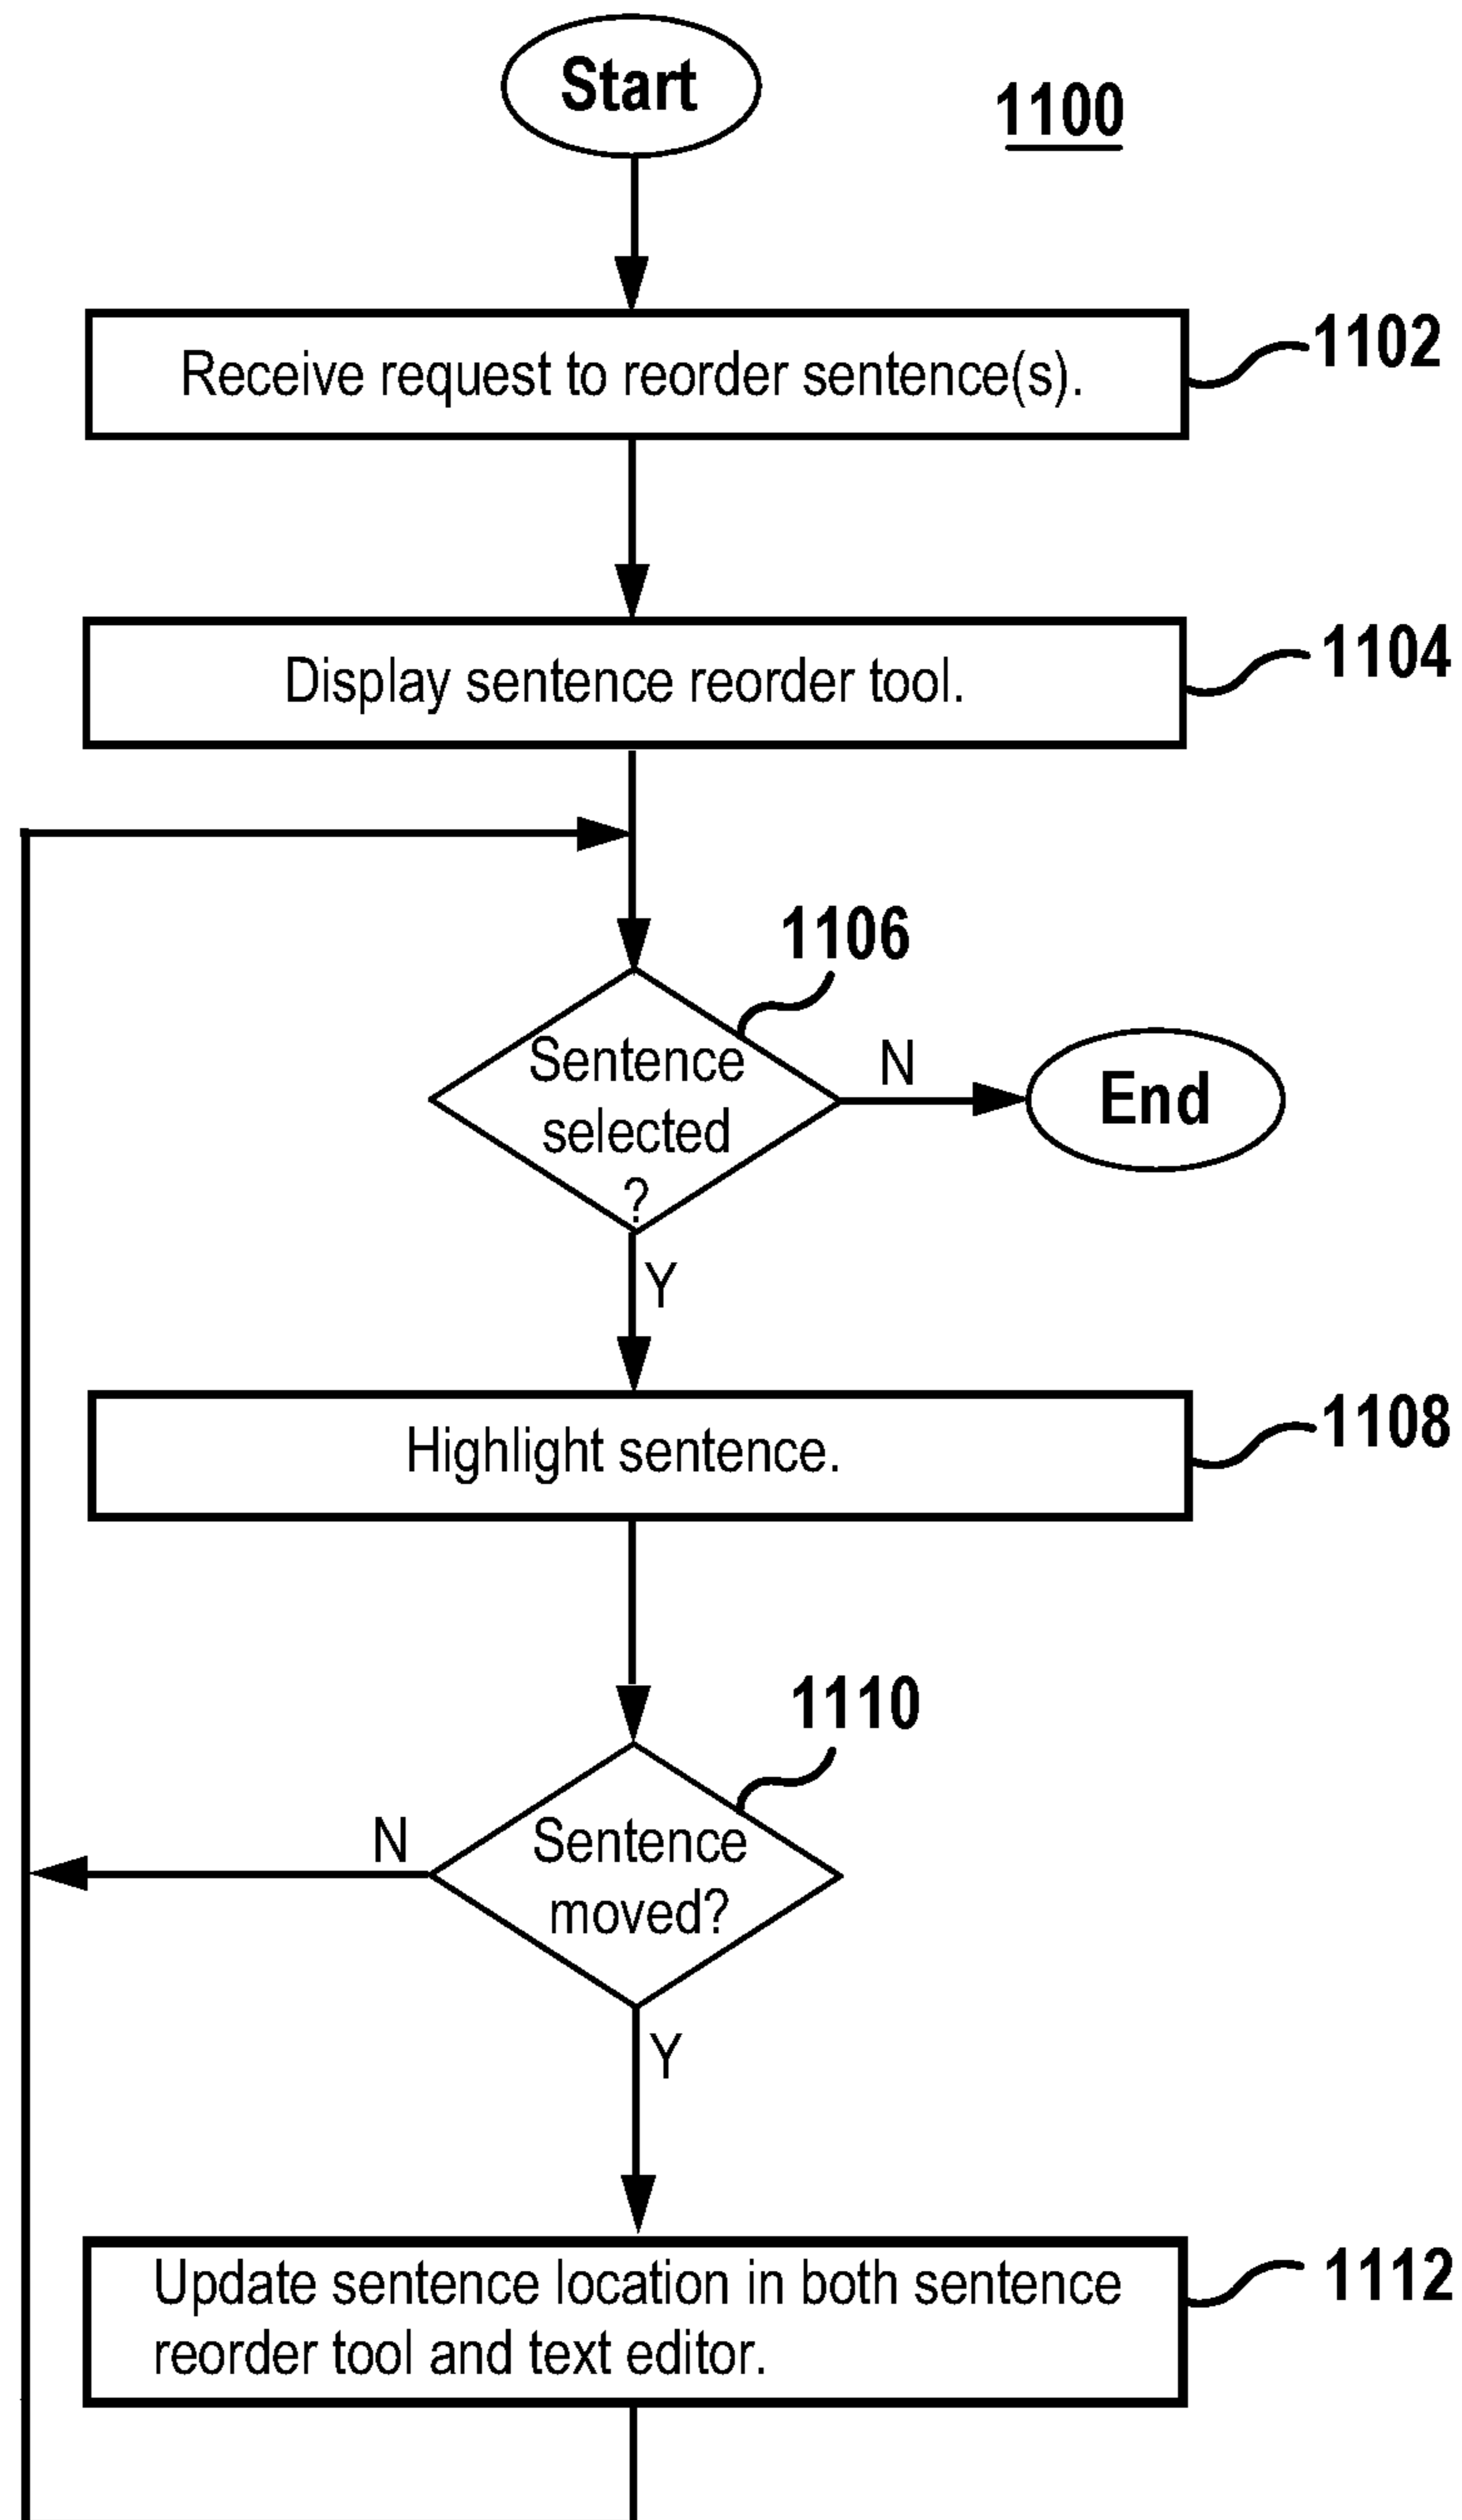 Start
1100
Receive request to reorder sentence(s).
1102
Display sentence reorder tool.
1104
1106
Sentence
selected
?
N
End
Y
Highlight sentence.
1108
1110
Sentence
moved?
N
Y
Update sentence location in both sentence
reorder tool and text editor.
1112